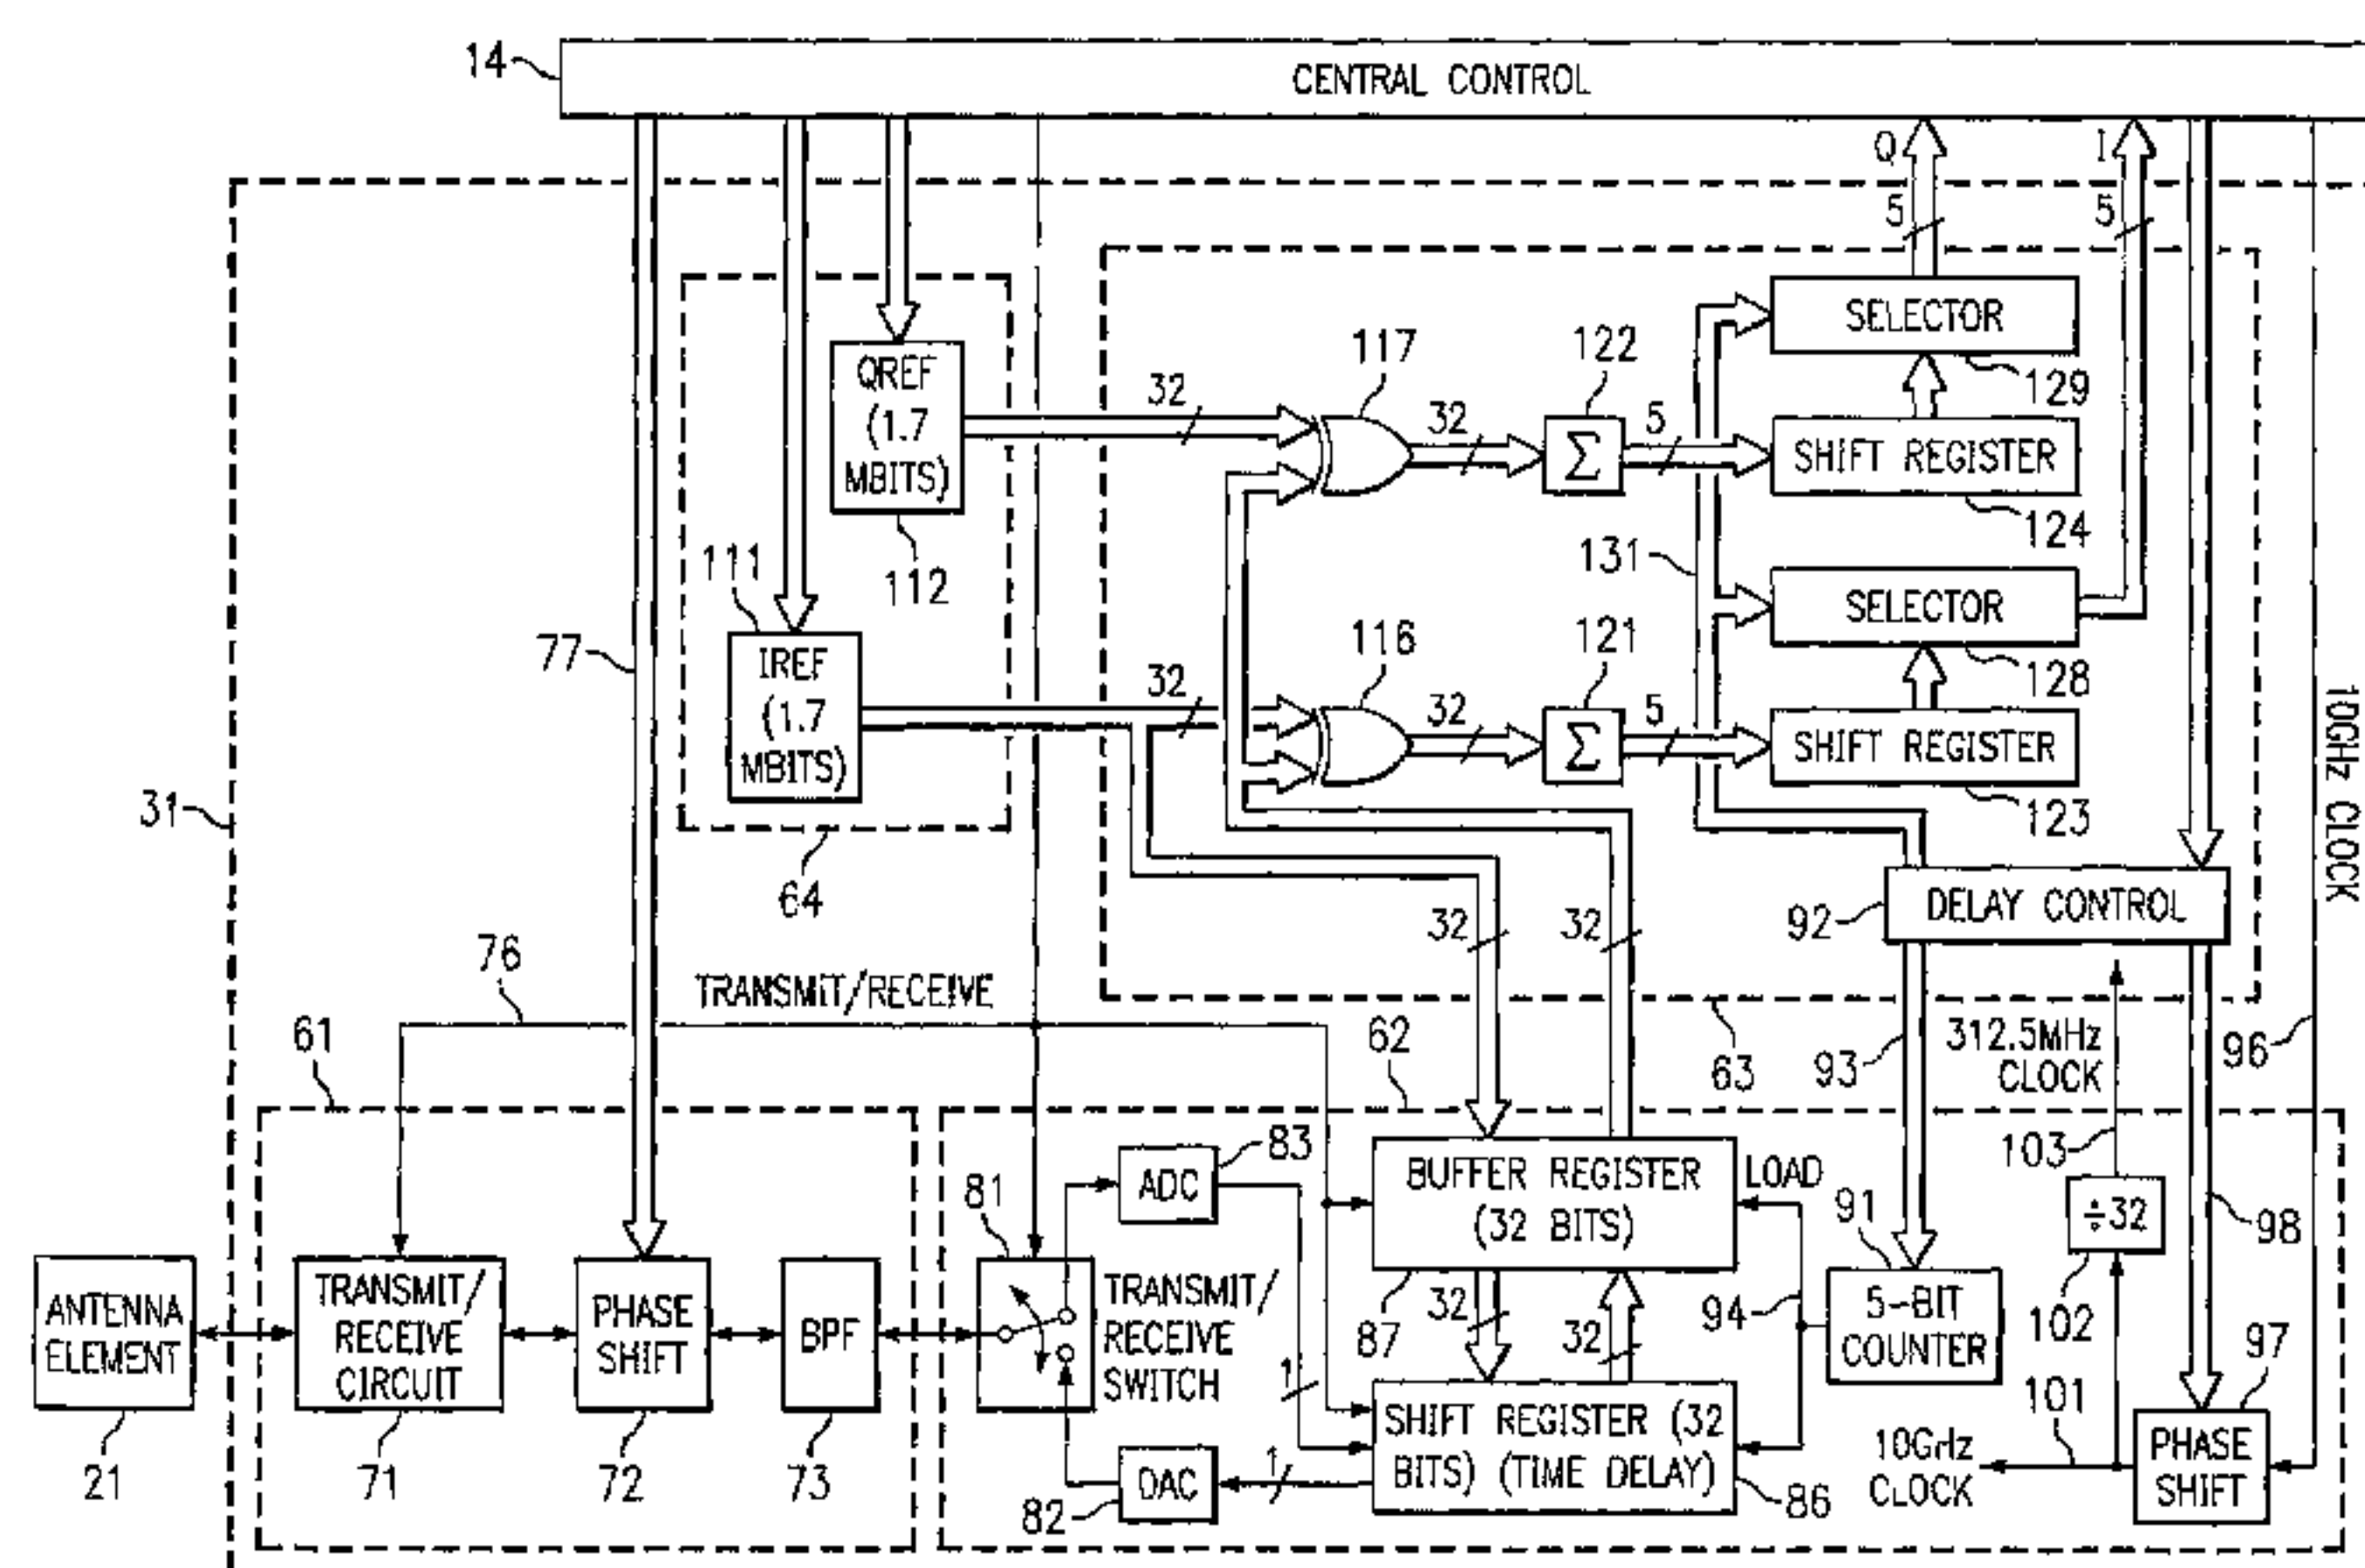 14
CENTRAL CONTROL
Q
I
5
5
SELECTOR
129
117
122
QREF
(1.7
MBITS)
32
32
5
SHIFT REGISTER
124
112
111
131
SELECTOR
128
77
IREF
(1.7
MBITS)
32
116
32
121
5
SHIFT REGISTER
123
10GHz CLOCK
31
64
92
DELAY CONTROL
32
32
76
TRANSMIT/RECEIVE
61
62
63
93
312.5MHz
CLOCK
96
103
83
ADC
81
BUFFER REGISTER
(32 BITS)
LOAD
91
÷32
98
102
ANTENNA
ELEMENT
TRANSMIT/
RECEIVE
CIRCUIT
PHASE
SHIFT
BPF
TRANSMIT/
RECEIVE
SWITCH
87
32
32
94
5-BIT
COUNTER
97
101
21
71
72
73
1
SHIFT REGISTER (32
BITS) (TIME DELAY)
86
10GHz
CLOCK
PHASE
SHIFT
DAC
82
1